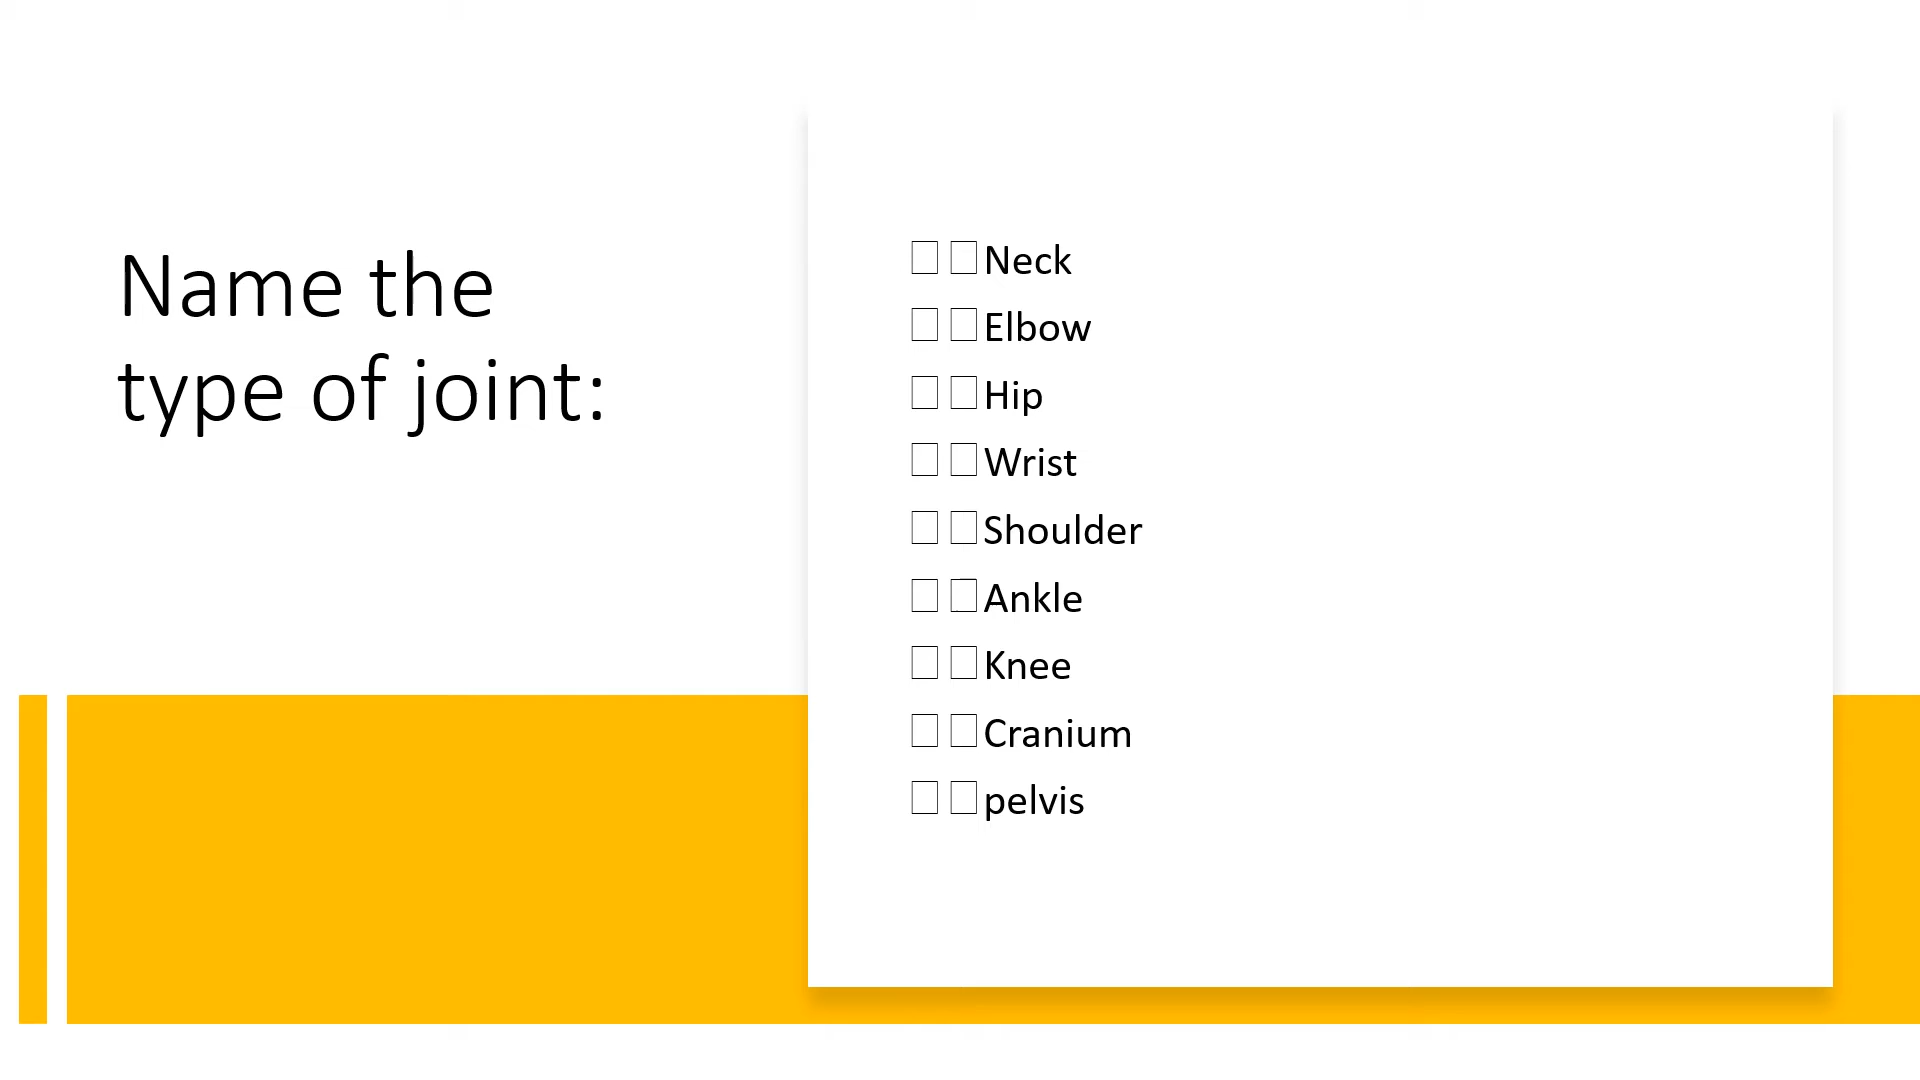 Name the
type of joint:
□ □Neck
□ □Elbow
□ □Hip
□ □Wrist
□ □Shoulder
□ □Ankle
□ □Knee
□ □Cranium
□ □pelvis